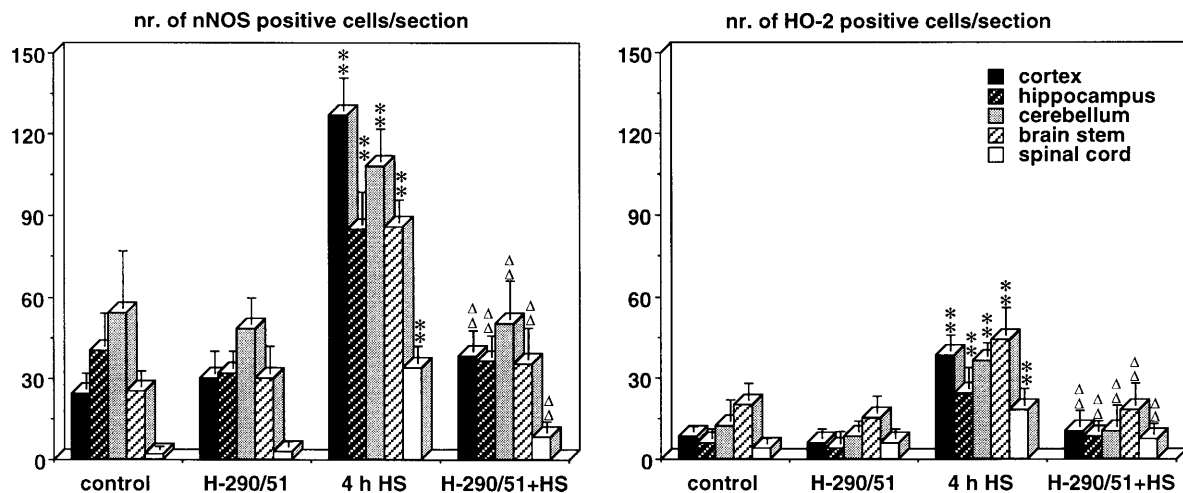 nr. of nNOS positive cells/section
150
120
90
60
30
0
**
**
**
**
**
Δ Δ
Δ Δ
Δ Δ
Δ Δ
Δ Δ
control H-290/51 4 h HS H-290/51+HS
nr. of HO-2 positive cells/section
150
120
90
60
30
0
cortex
hippocampus
cerebellum
brain stem
spinal cord
**
**
**
**
**
Δ Δ
Δ Δ
Δ Δ
Δ Δ
Δ Δ
control H-290/51 4 h HS H-290/51+HS